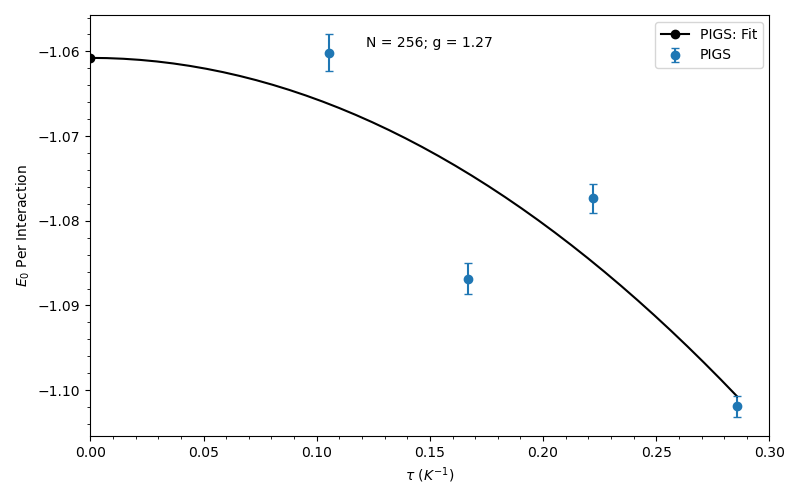 N = 256; g = 1.27
PIGS: Fit
PIGS
E₀ Per Interaction
−1.06
−1.07
−1.08
−1.09
−1.10
0.00 0.05 0.10 0.15 0.20 0.25 0.30
τ (K⁻¹)